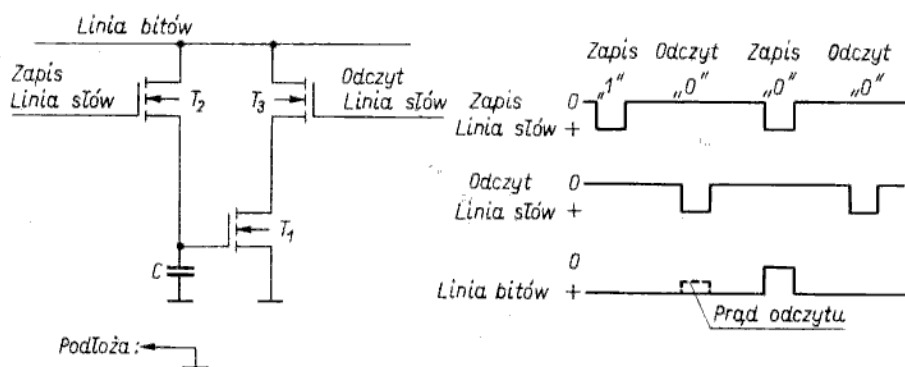 Linia bitów
Zapis
Linia słów
T2
T3
Odczyt
Linia słów
T1
C
Podłoża:
Zapis Odczyt Zapis Odczyt
„1“ „0“ „0“ „0“
Zapis 0
Linia słów +
Odczyt 0
Linia słów +
0
Linia bitów +
Prąd odczytu